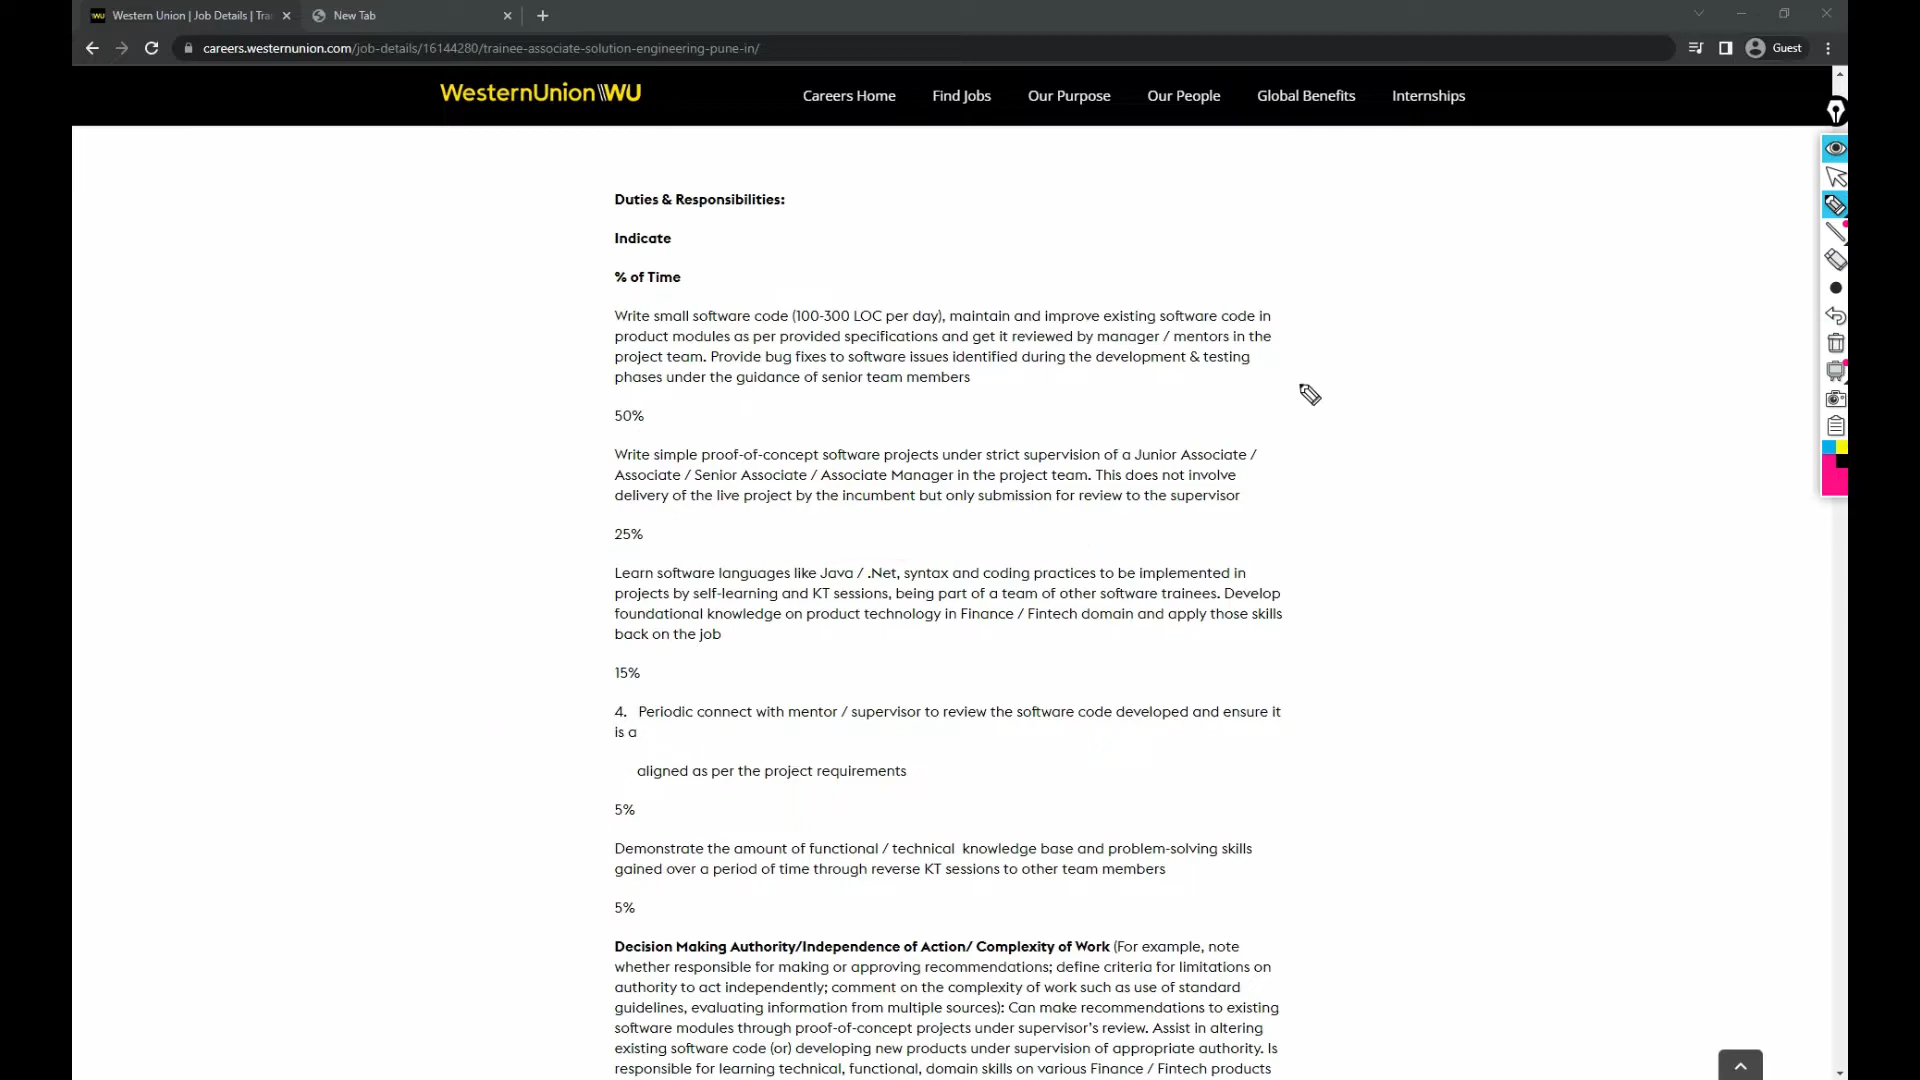 Western Union | Job Details | Tra
New Tab
careers.westernunion.com/job-details/16144280/trainee-associate-solution-engineering-pune-in/
Guest
WesternUnion \\WU
Careers Home
Find Jobs
Our Purpose
Our People
Global Benefits
Internships
Duties & Responsibilities:
Indicate
% of Time
Write small software code (100-300 LOC per day), maintain and improve existing software code in
product modules as per provided specifications and get it reviewed by manager / mentors in the
project team. Provide bug fixes to software issues identified during the development & testing
phases under the guidance of senior team members
50%
Write simple proof-of-concept software projects under strict supervision of a Junior Associate /
Associate / Senior Associate / Associate Manager in the project team. This does not involve
delivery of the live project by the incumbent but only submission for review to the supervisor
25%
Learn software languages like Java / .Net, syntax and coding practices to be implemented in
projects by self-learning and KT sessions, being part of a team of other software trainees. Develop
foundational knowledge on product technology in Finance / Fintech domain and apply those skills
back on the job
15%
4. Periodic connect with mentor / supervisor to review the software code developed and ensure it
is a
aligned as per the project requirements
5%
Demonstrate the amount of functional / technical knowledge base and problem-solving skills
gained over a period of time through reverse KT sessions to other team members
5%
Decision Making Authority/Independence of Action/ Complexity of Work (For example, note
whether responsible for making or approving recommendations; define criteria for limitations on
authority to act independently; comment on the complexity of work such as use of standard
guidelines, evaluating information from multiple sources): Can make recommendations to existing
software modules through proof-of-concept projects under supervisor's review. Assist in altering
existing software code (or) developing new products under supervision of appropriate authority. Is
responsible for learning technical, functional, domain skills on various Finance / Fintech products